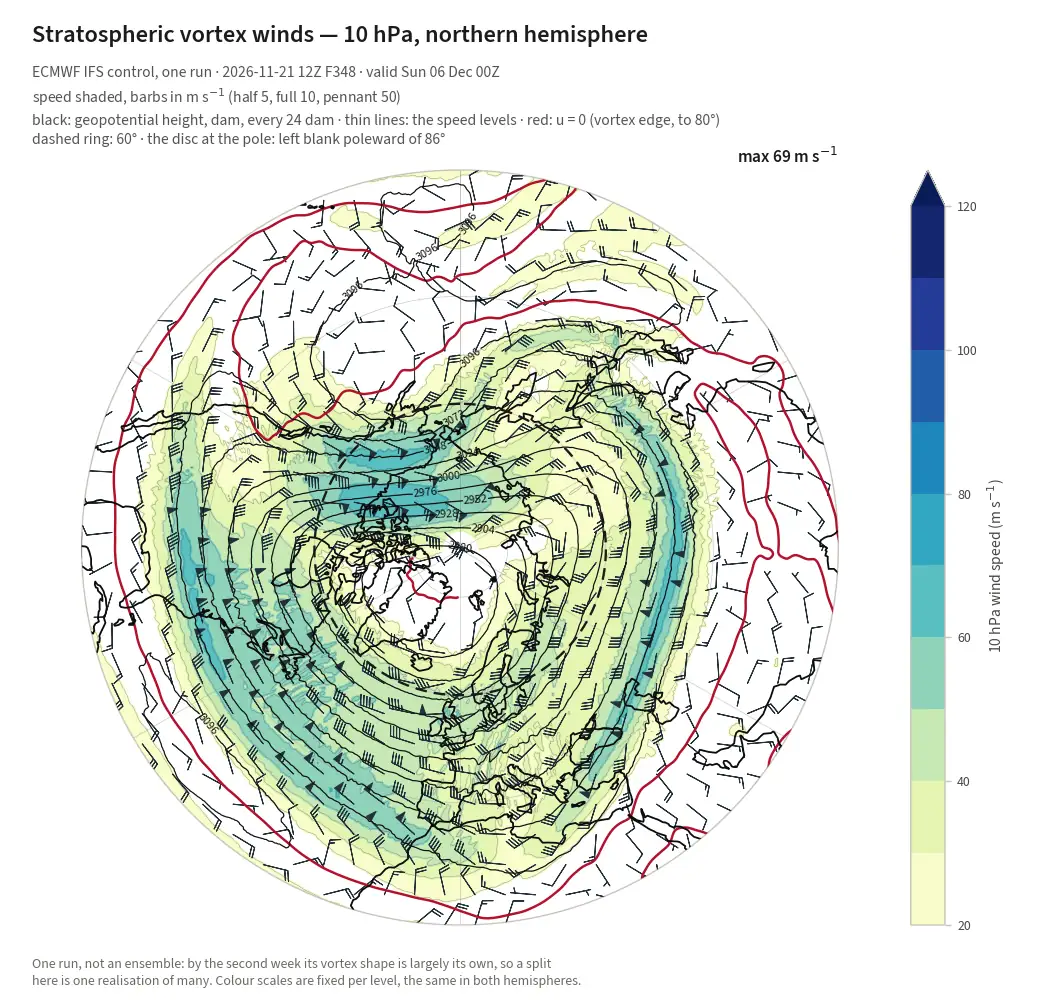 Stratospheric vortex winds — 10 hPa, northern hemisphere
ECMWF IFS control, one run · 2026-11-21 12Z F348 · valid Sun 06 Dec 00Z
speed shaded, barbs in m s⁻¹ (half 5, full 10, pennant 50)
black: geopotential height, dam, every 24 dam · thin lines: the speed levels · red: u = 0 (vortex edge, to 80°)
dashed ring: 60° · the disc at the pole: left blank poleward of 86°
max 69 m s⁻¹
3096
3096
3096
3096
3072
3000
2976
2952
2928
2904
3096
120
100
80
60
40
20
10 hPa wind speed (m s⁻¹)
One run, not an ensemble: by the second week its vortex shape is largely its own, so a split
here is one realisation of many. Colour scales are fixed per level, the same in both hemispheres.